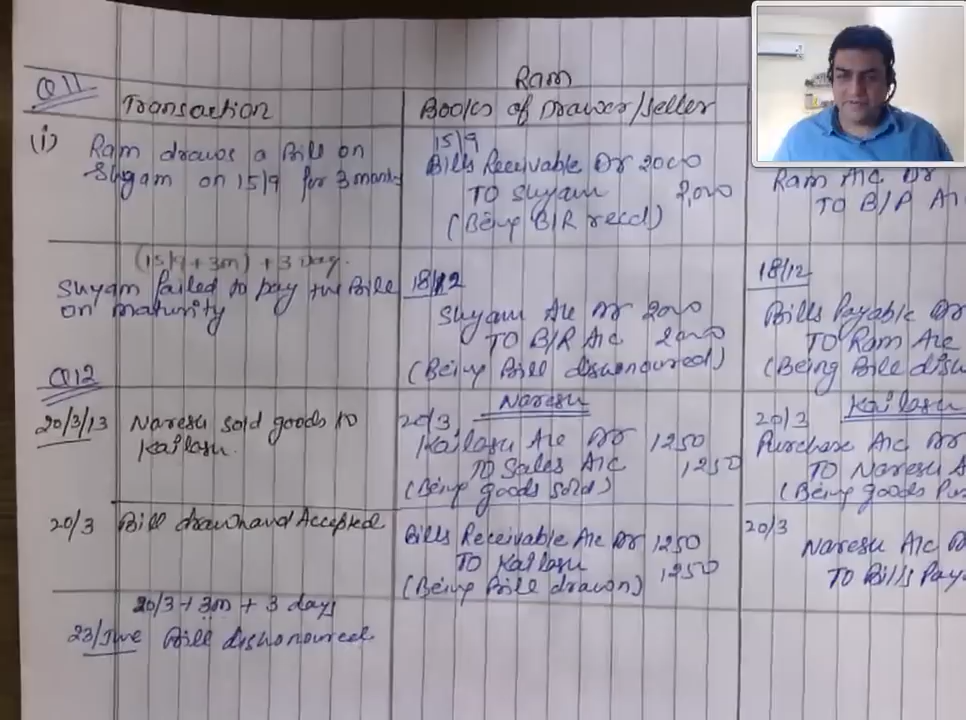 Q11
Transaction
Ram
Books of Drawer/Seller
(i) Ram draws a Bill on
Shyam on 15/9 for 3 months
15/9
Bills Receivable Dr 2000
To Shyam 2,000
(Being B/R recd)
Ram A/C Dr
To B/P A/c
(15/9 + 3m) + 3 day.
Shyam failed to pay the Bill
on maturity
18/12
Shyam A/c Dr 2000
To B/R A/c 2000
(Being Bill dishonoured)
18/12
Bills Payable Dr
To Ram A/c
(Being Bill dish
Q12
20/3/13 Naresh sold goods to
Kailash.
Naresh
20/3
Kailash A/c Dr 1250
To Sales A/c 1250
(Being goods sold)
Kailash
20/3
Purchase A/c Dr
To Naresh A
(Being goods Pur
20/3 Bill drawn and Accepted
Bills Receivable A/c Dr 1250
To Kailash 1250
(Being Bill drawn)
20/3
Naresh A/c D
To Bills Pay
20/3 + 3m + 3 days
23/June Bill dishonoured